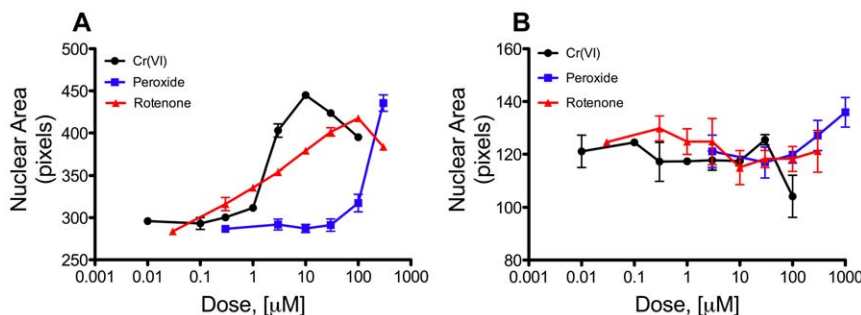 A
500
450
400
350
300
250
Nuclear Area
(pixels)
Cr(VI)
Peroxide
Rotenone
0.001 0.01 0.1 1 10 100 1000
Dose, [μM]
B
160
140
120
100
80
60
Nuclear Area
(pixels)
Cr(VI)
Peroxide
Rotenone
0.001 0.01 0.1 1 10 100 1000
Dose, [μM]